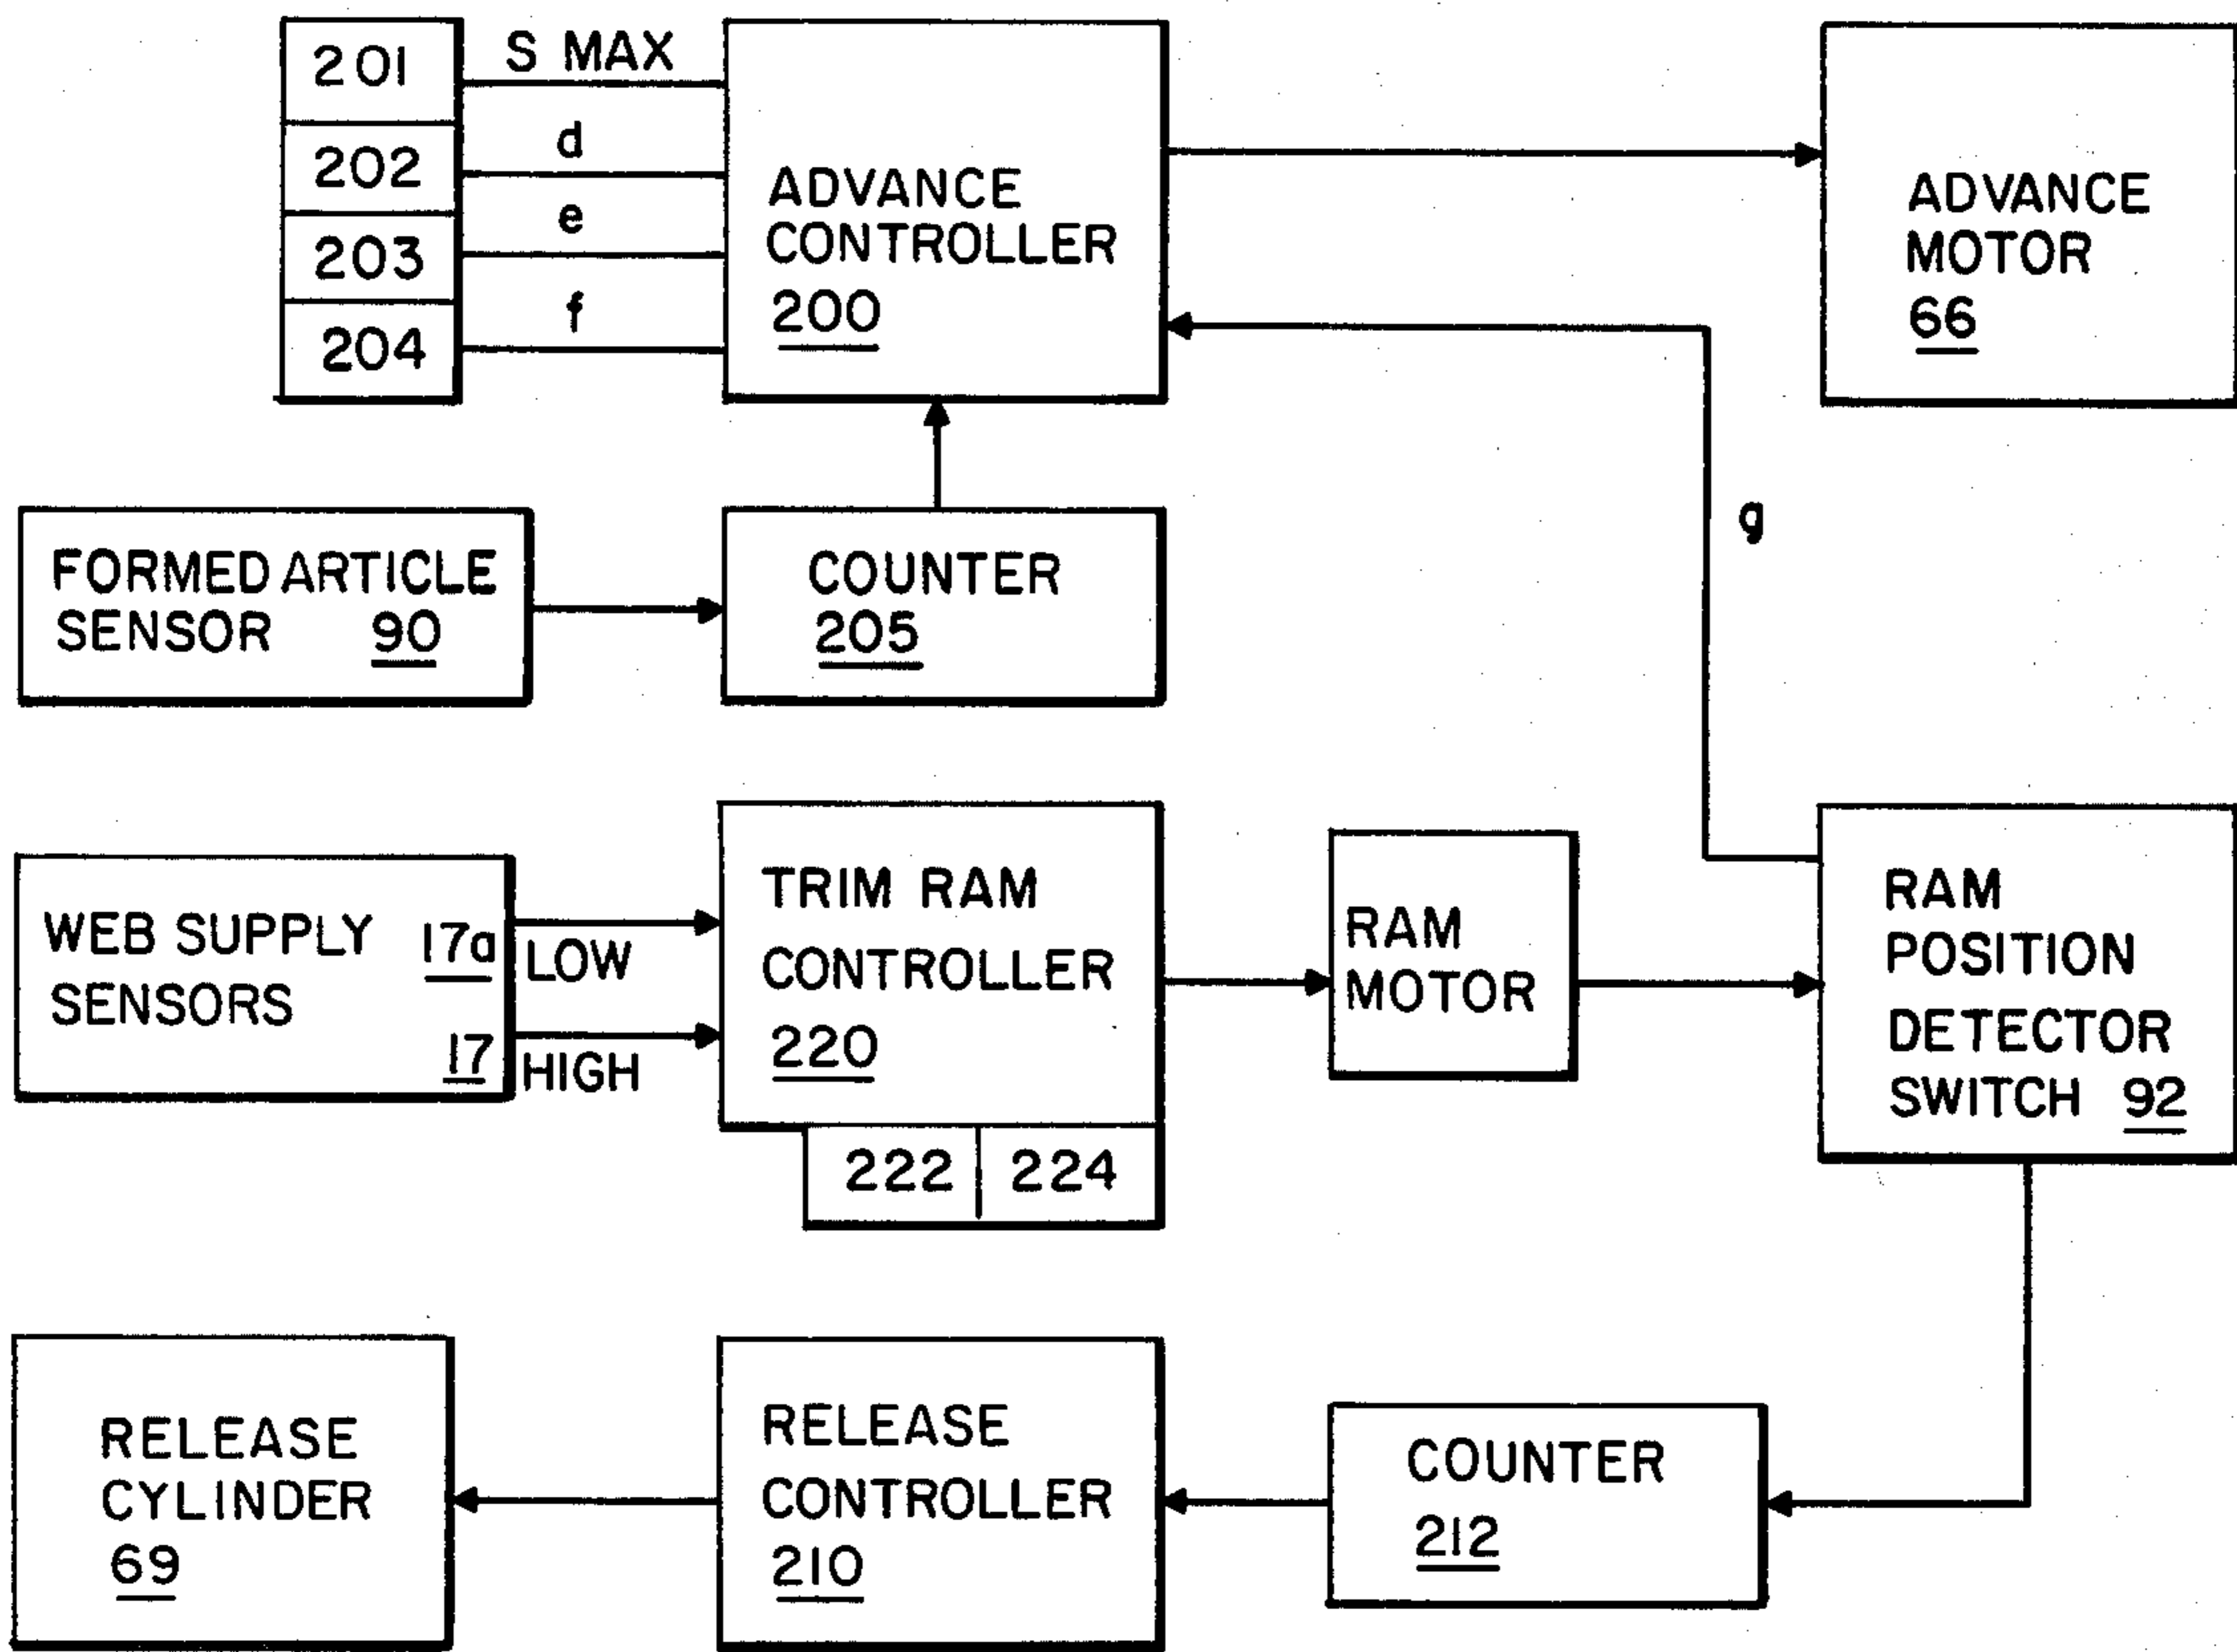 201
S MAX
202
d
203
e
204
f
ADVANCE
CONTROLLER
200
ADVANCE
MOTOR
66
g
FORMED ARTICLE
SENSOR 90
COUNTER
205
WEB SUPPLY
SENSORS
17a
LOW
17
HIGH
TRIM RAM
CONTROLLER
220
222
224
RAM
MOTOR
RAM
POSITION
DETECTOR
SWITCH 92
RELEASE
CYLINDER
69
RELEASE
CONTROLLER
210
COUNTER
212